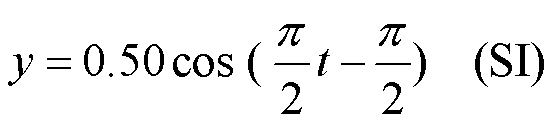 y = 0.50 cos ( π/2 t − π/2 ) (SI)